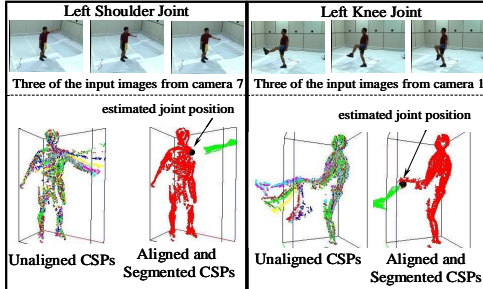 Left Shoulder Joint
Three of the input images from camera 7
estimated joint position
Unaligned CSPs
Aligned and
Segmented CSPs
Left Knee Joint
Three of the input images from camera 1
estimated joint position
Unaligned CSPs
Aligned and
Segmented CSPs